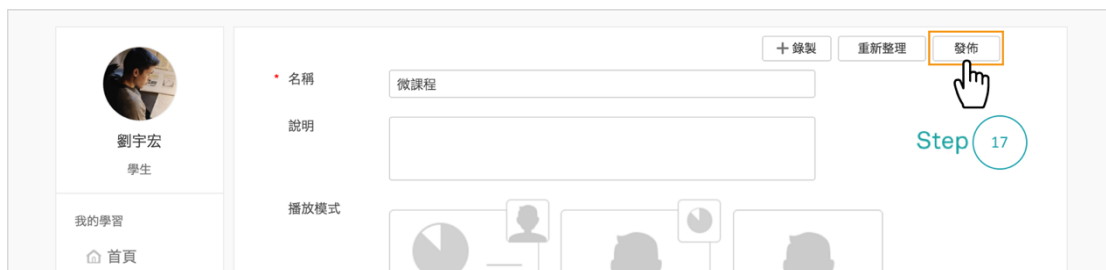 + 錄製 重新整理 發佈
* 名稱 微課程
說明
劉宇宏
學生
Step 17
播放模式
我的學習
首頁